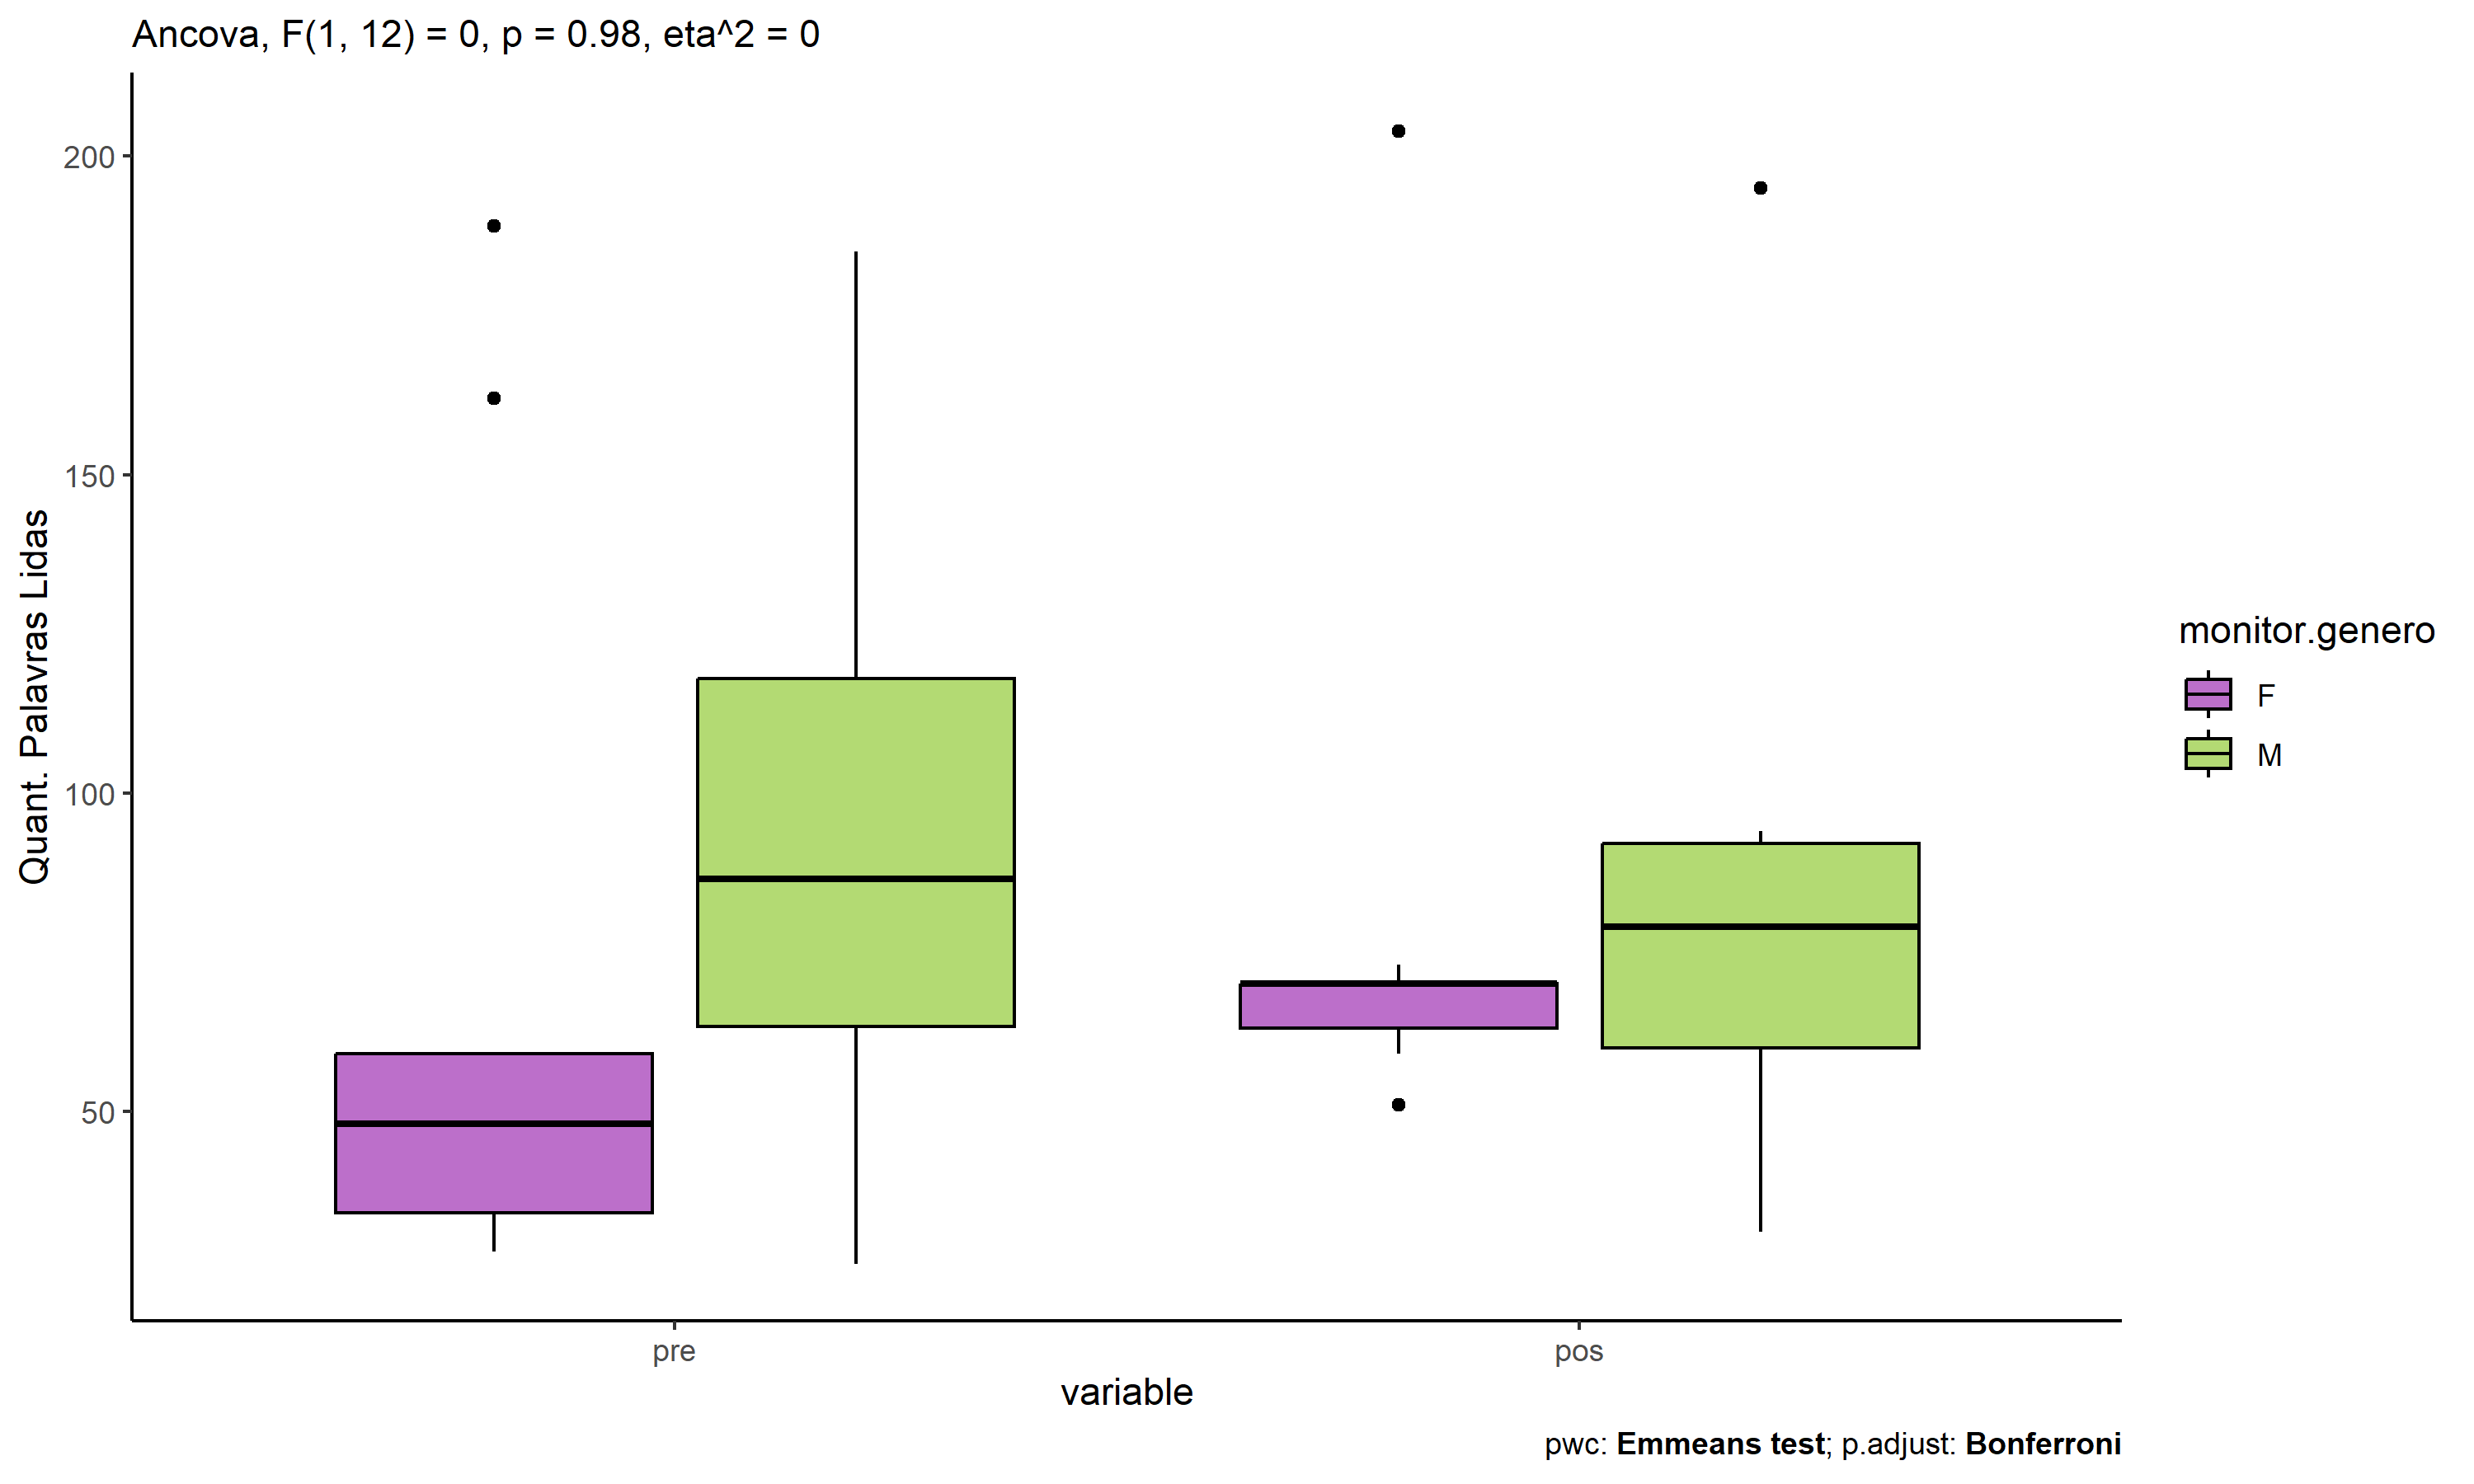 Ancova, F(1, 12) = 0, p = 0.98, eta^2 = 0
Quant. Palavras Lidas
200
150
100
50
pre
pos
variable
monitor.genero
F
M
pwc: Emmeans test; p.adjust: Bonferroni